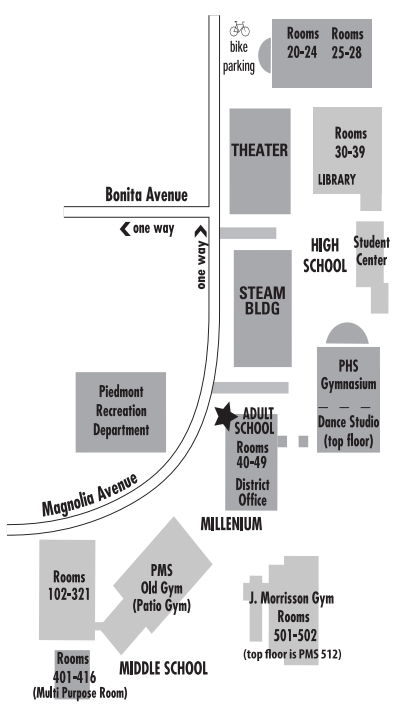 bike
parking
Rooms
20-24
Rooms
25-28
THEATER
Rooms
30-39
LIBRARY
Bonita Avenue
one way
one way
HIGH
SCHOOL
Student
Center
STEAM
BLDG
PHS
Gymnasium
Dance Studio
(top floor)
Piedmont
Recreation
Department
ADULT
SCHOOL
Rooms
40-49
District
Office
Magnolia Avenue
MILLENIUM
Rooms
102-321
PMS
Old Gym
(Patio Gym)
J. Morrisson Gym
Rooms
501-502
(top floor is PMS 512)
Rooms
401-416
(Multi Purpose Room)
MIDDLE SCHOOL